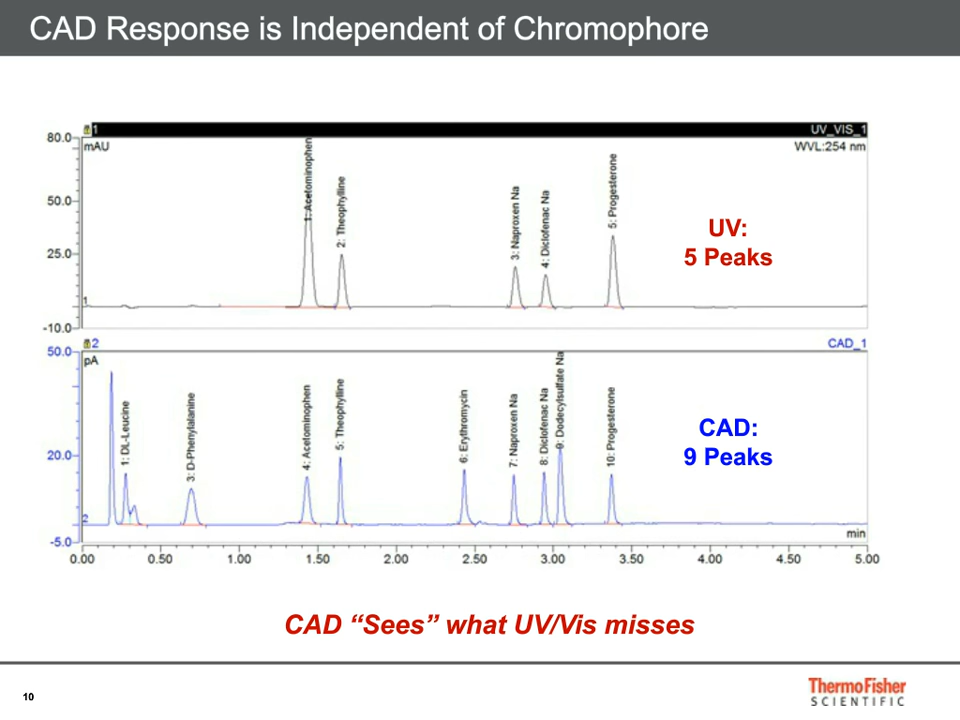 CAD Response is Independent of Chromophore
1
UV_VIS_1
80.0
mAU
WVL:254 nm
1: Acetominophen
2: Theophylline
3: Naproxen Na
4: Diclofenac Na
5: Progesterone
50.0
25.0
1
-10.0
UV:
5 Peaks
2
CAD_1
50.0
pA
1: DL-Leucine
3: D-Phenylalanine
4: Acetominophen
5: Theophylline
6: Erythromycin
7: Naproxen Na
8: Diclofenac Na
9: Dodecylsulfate Na
10: Progesterone
20.0
2
-5.0
CAD:
9 Peaks
min
0.00 0.50 1.00 1.50 2.00 2.50 3.00 3.50 4.00 4.50 5.00
CAD “Sees” what UV/Vis misses
10
ThermoFisher
SCIENTIFIC